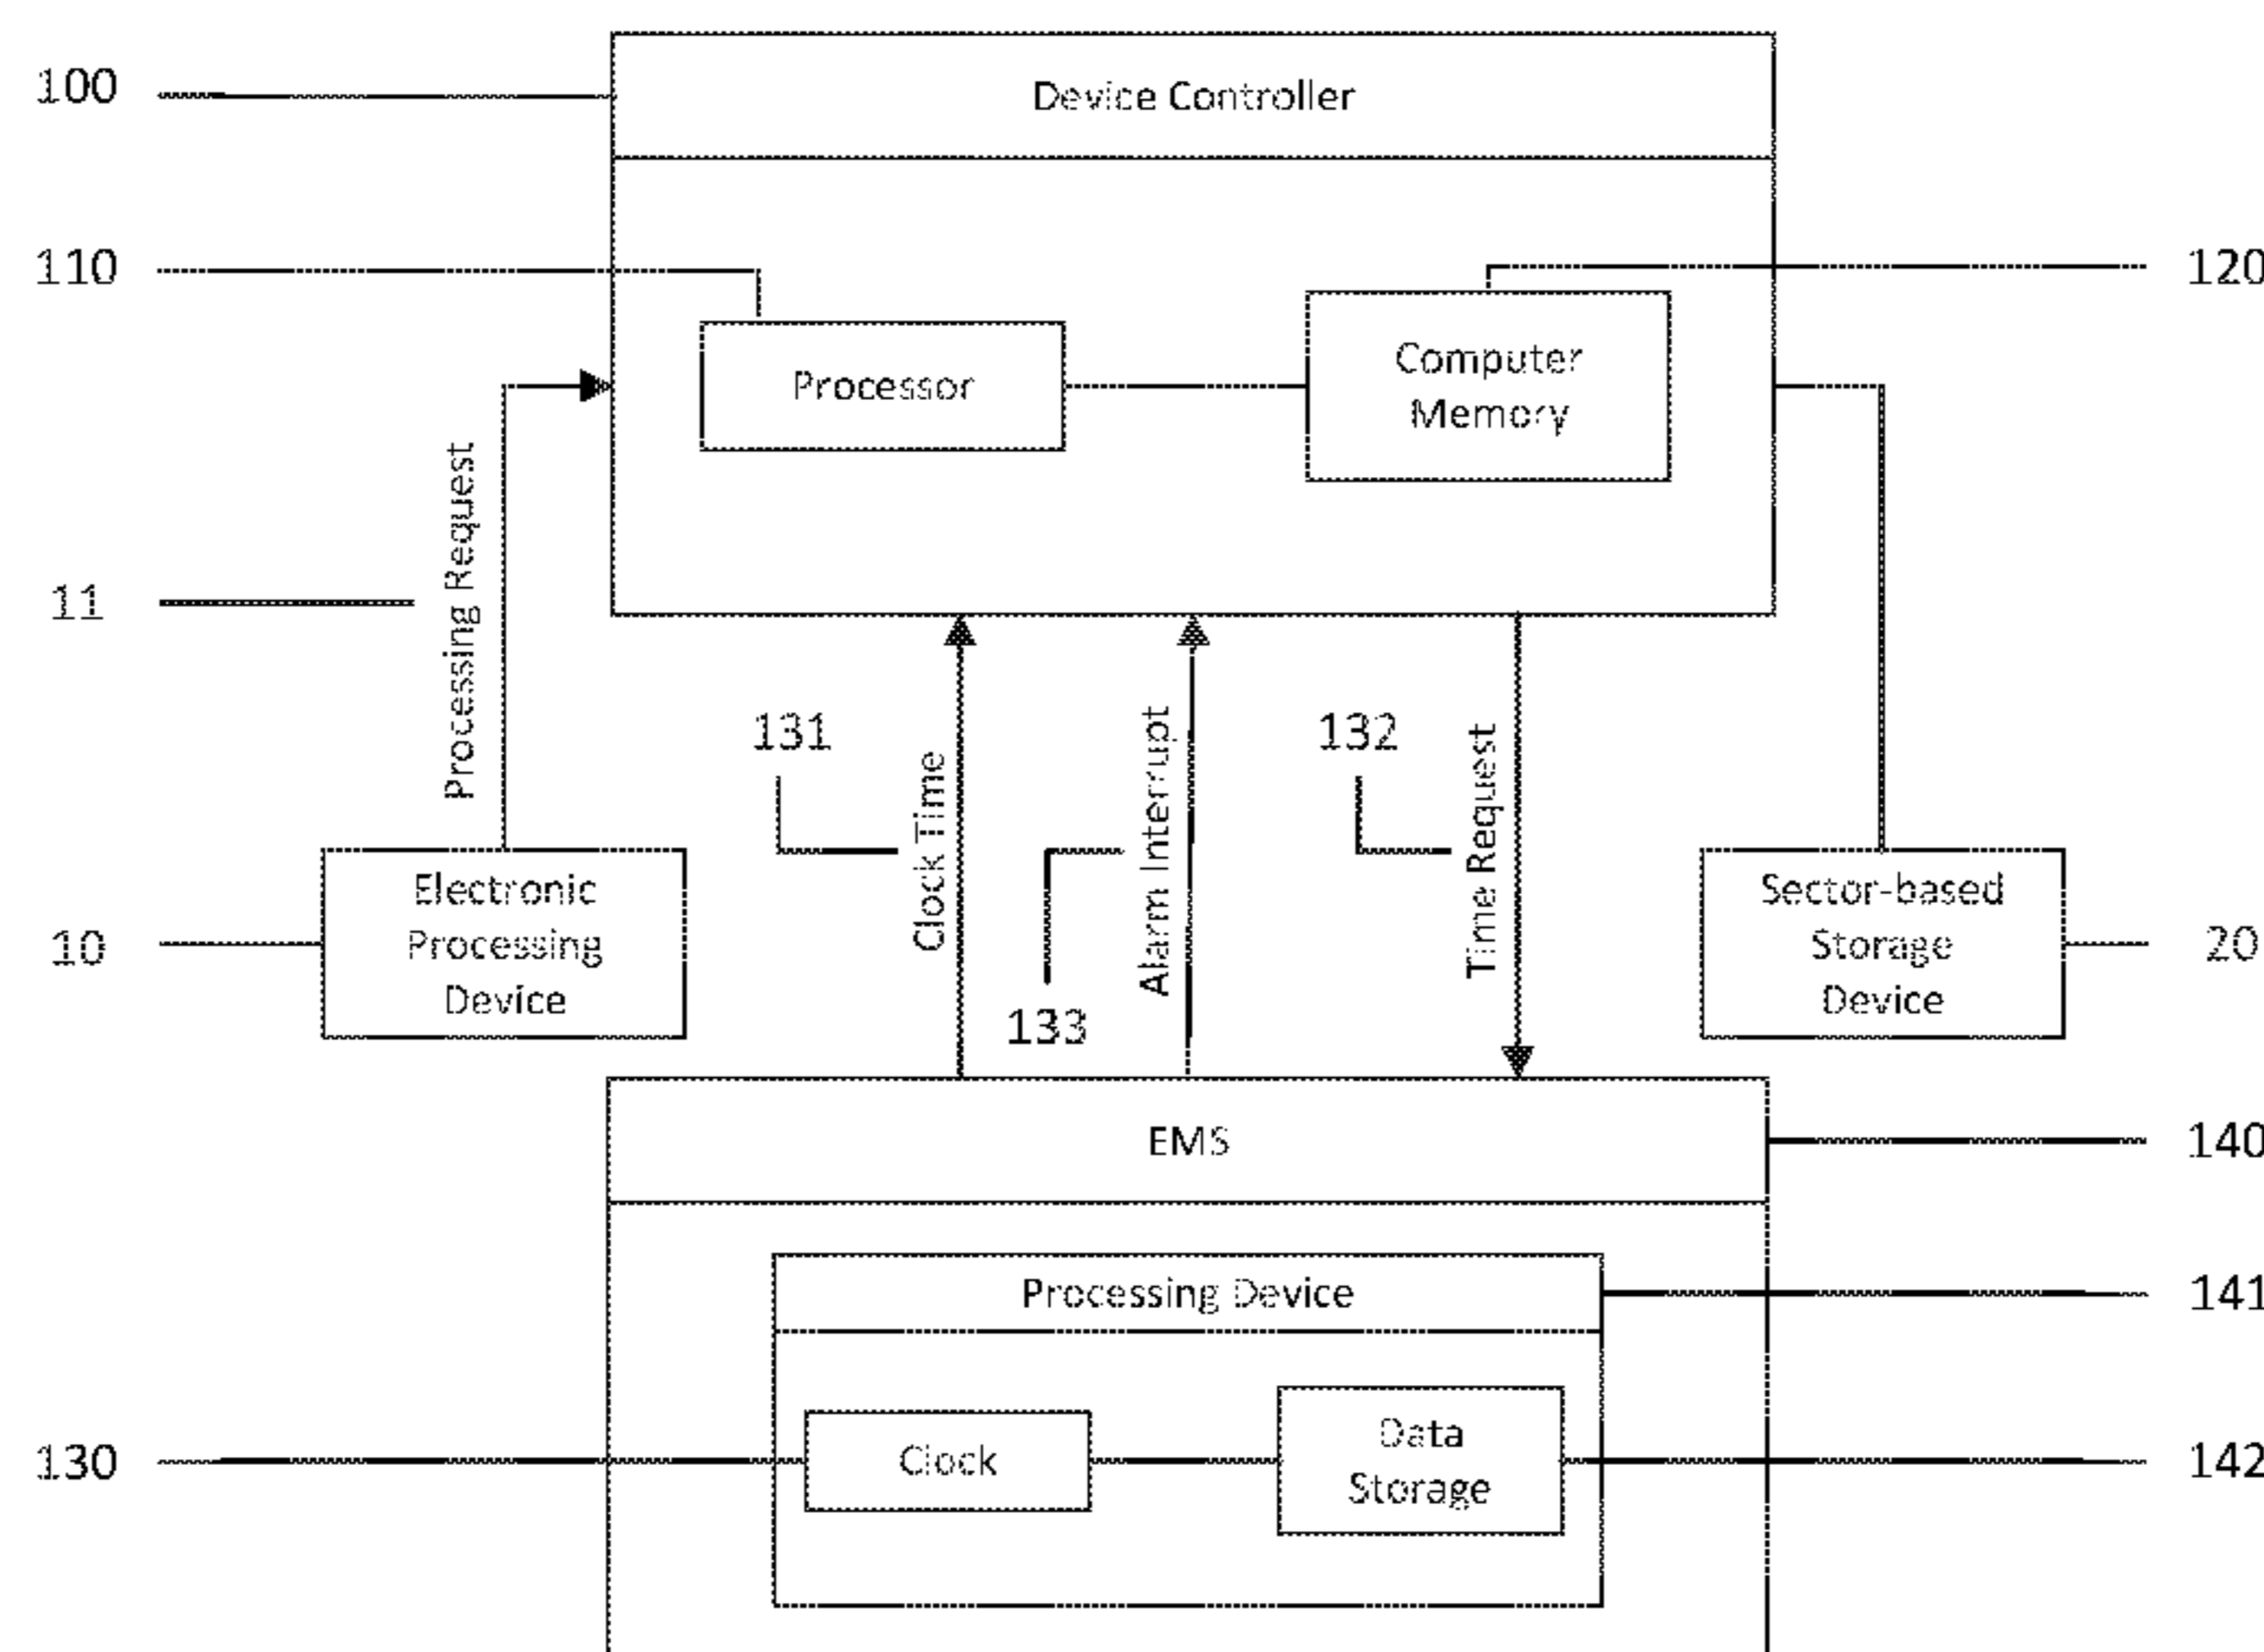 100
Device Controller
110
120
Processor
Computer
Memory
11
Processing Request
131
Clock Time
133
Alarm Interrupt
132
Time Request
10
Electronic
Processing
Device
Sector-based
Storage
Device
20
EMS
140
Processing Device
141
130
Clock
Data
Storage
142